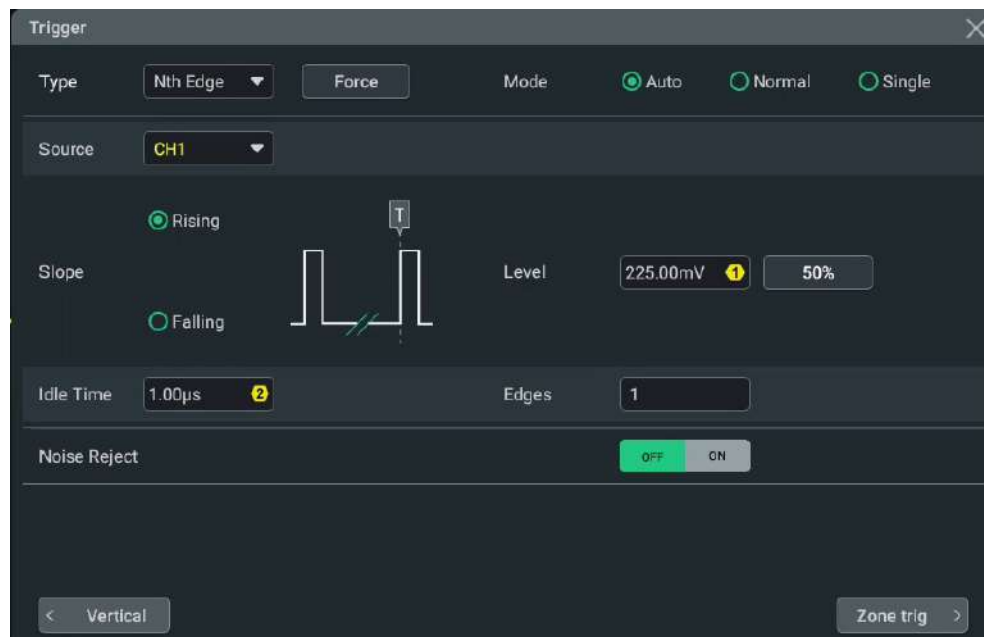 Trigger
Type Nth Edge Force Mode Auto Normal Single
Source CH1
Rising
T
Slope Level 225.00mV 1 50%
Falling
Idle Time 1.00µs 2 Edges 1
Noise Reject OFF ON
< Vertical Zone trig >